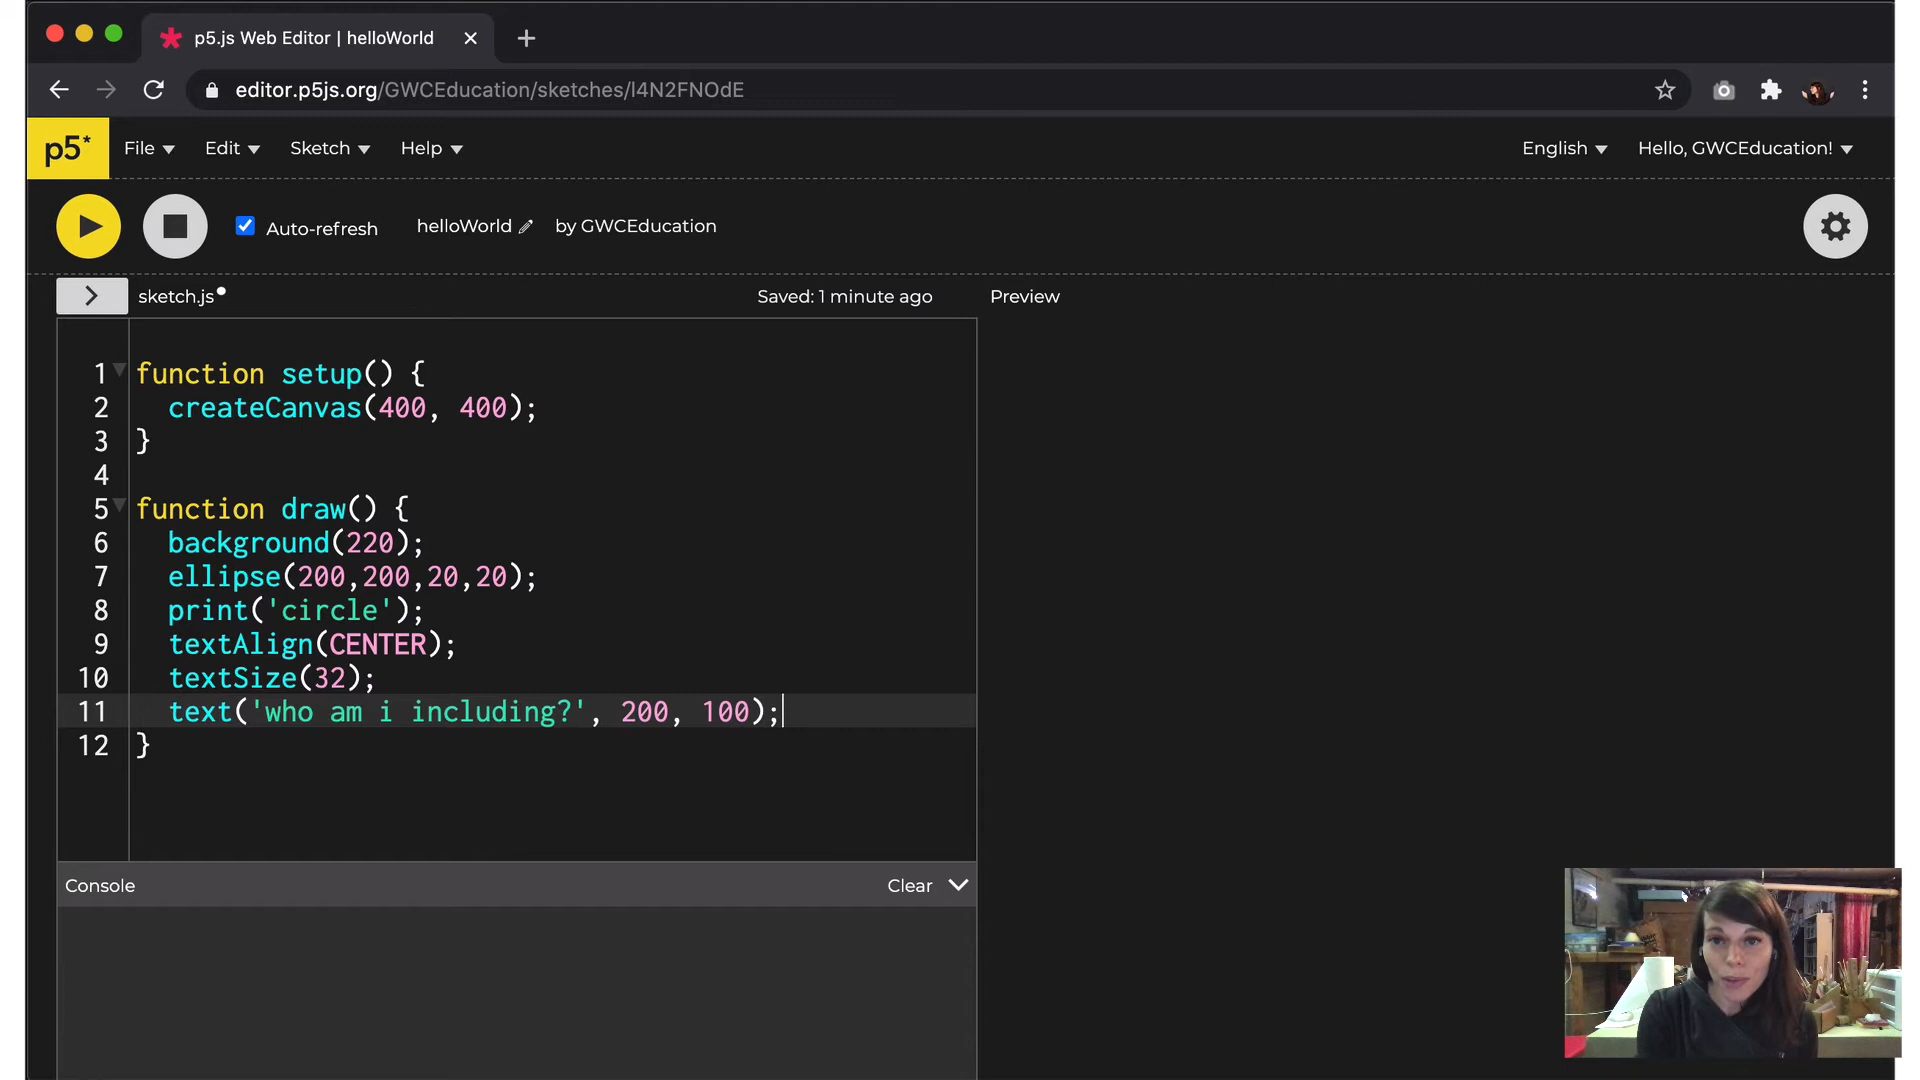 p5.js Web Editor | helloWorld
editor.p5js.org/GWCEducation/sketches/l4N2FNOdE
p5* File Edit Sketch Help English Hello, GWCEducation!
Auto-refresh helloWorld by GWCEducation
sketch.js Saved: 1 minute ago Preview
1 function setup() {
2 createCanvas(400, 400);
3 }
4
5 function draw() {
6 background(220);
7 ellipse(200,200,20,20);
8 print('circle');
9 textAlign(CENTER);
10 textSize(32);
11 text('who am i including?', 200, 100);
12 }
Console Clear